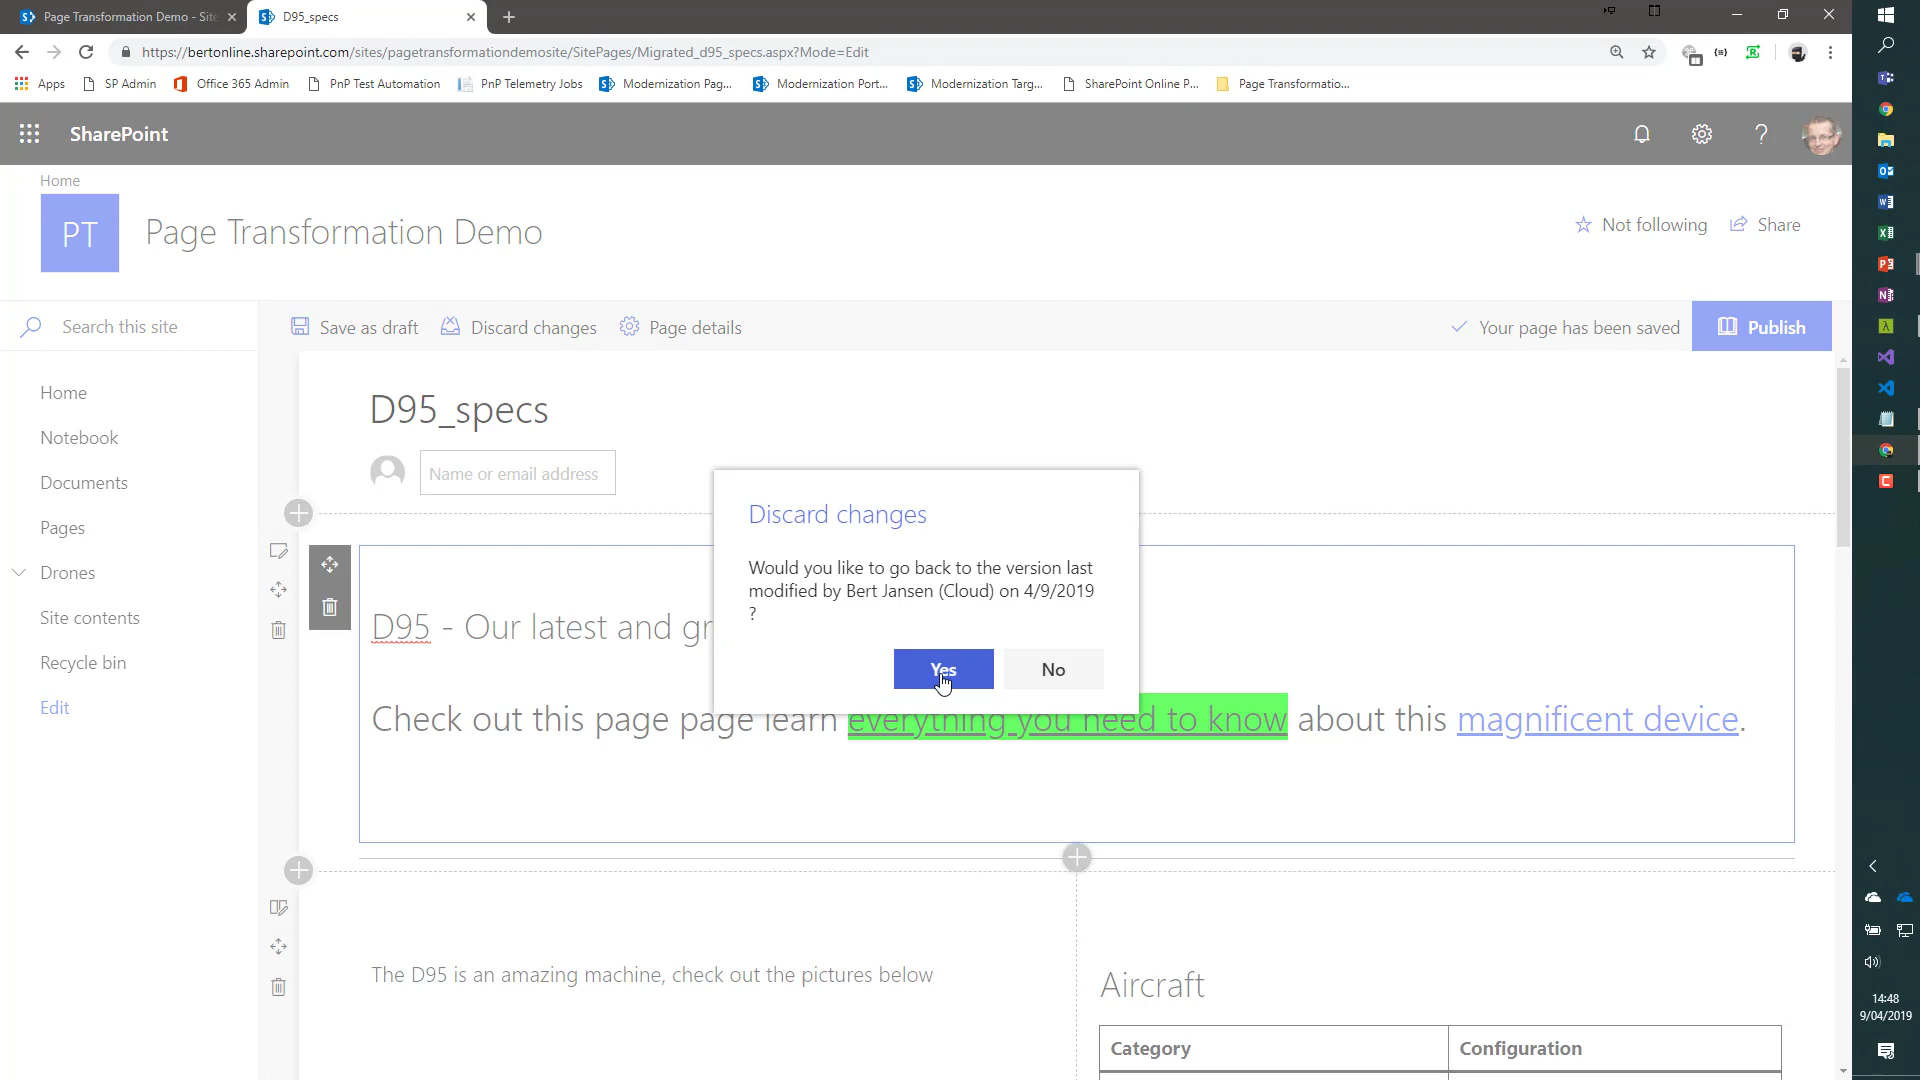 Page Transformation Demo - Site
D95_specs
https://bertonline.sharepoint.com/sites/pagetransformationdemosite/SitePages/Migrated_d95_specs.aspx?Mode=Edit
Apps
SP Admin
Office 365 Admin
PnP Test Automation
PnP Telemetry Jobs
Modernization Pag...
Modernization Port...
Modernization Targ...
SharePoint Online P...
Page Transformatio...
SharePoint
Home
PT
Page Transformation Demo
Not following
Share
Search this site
Save as draft
Discard changes
Page details
Your page has been saved
Publish
Home
Notebook
Documents
Pages
Drones
Site contents
Recycle bin
Edit
D95_specs
Name or email address
Discard changes
Would you like to go back to the version last
modified by Bert Jansen (Cloud) on 4/9/2019
?
Yes
No
D95 - Our latest and gr
Check out this page page learn everything you need to know about this magnificent device.
The D95 is an amazing machine, check out the pictures below
Aircraft
Category
Configuration
14:48
9/04/2019